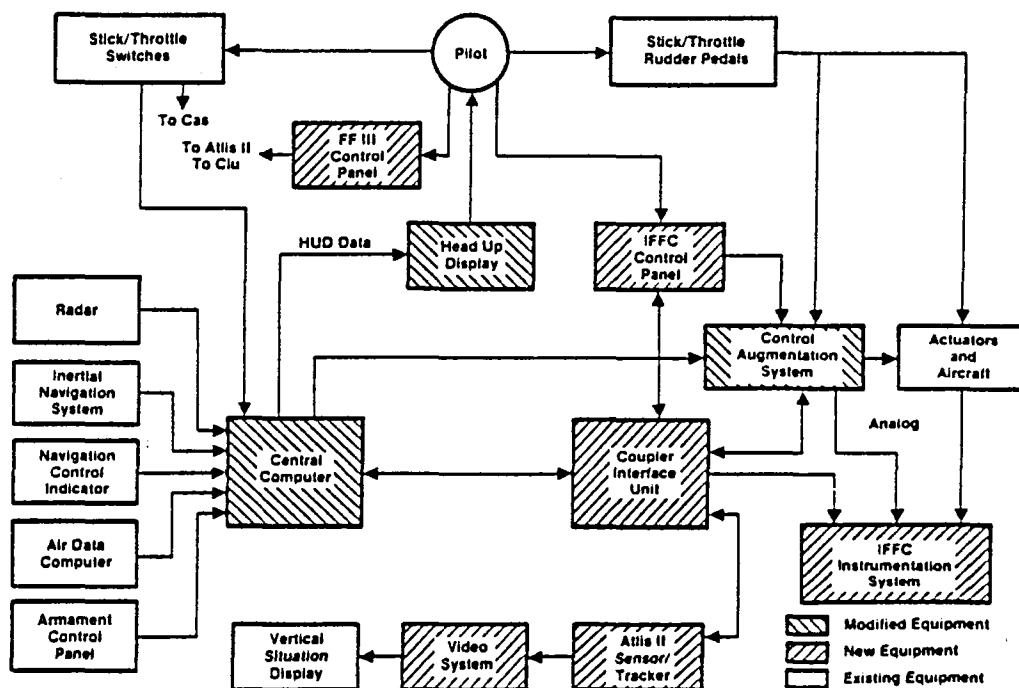 Stick/Throttle
Switches
Pilot
Stick/Throttle
Rudder Pedals
To Cas
To Atlis II
To Clu
FF III
Control
Panel
HUD Data
Head Up
Display
IFFC
Control
Panel
Radar
Inertial
Navigation
System
Navigation
Control
Indicator
Air Data
Computer
Armament
Control
Panel
Central
Computer
Coupler
Interface
Unit
Control
Augmentation
System
Actuators
and
Aircraft
Analog
IFFC
Instrumentation
System
Vertical
Situation
Display
Video
System
Atlis II
Sensor/
Tracker
Modified Equipment
New Equipment
Existing Equipment